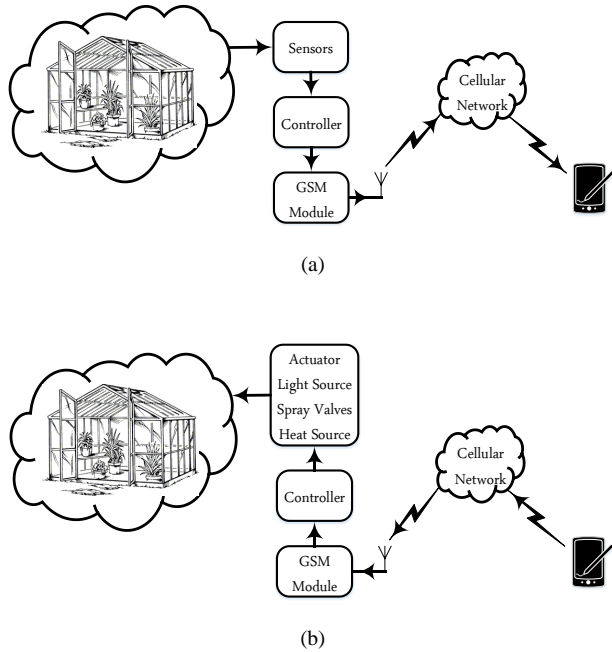 Sensors
Controller
GSM
Module
Cellular
Network
(a)
Actuator
Light Source
Spray Valves
Heat Source
Controller
GSM
Module
Cellular
Network
(b)